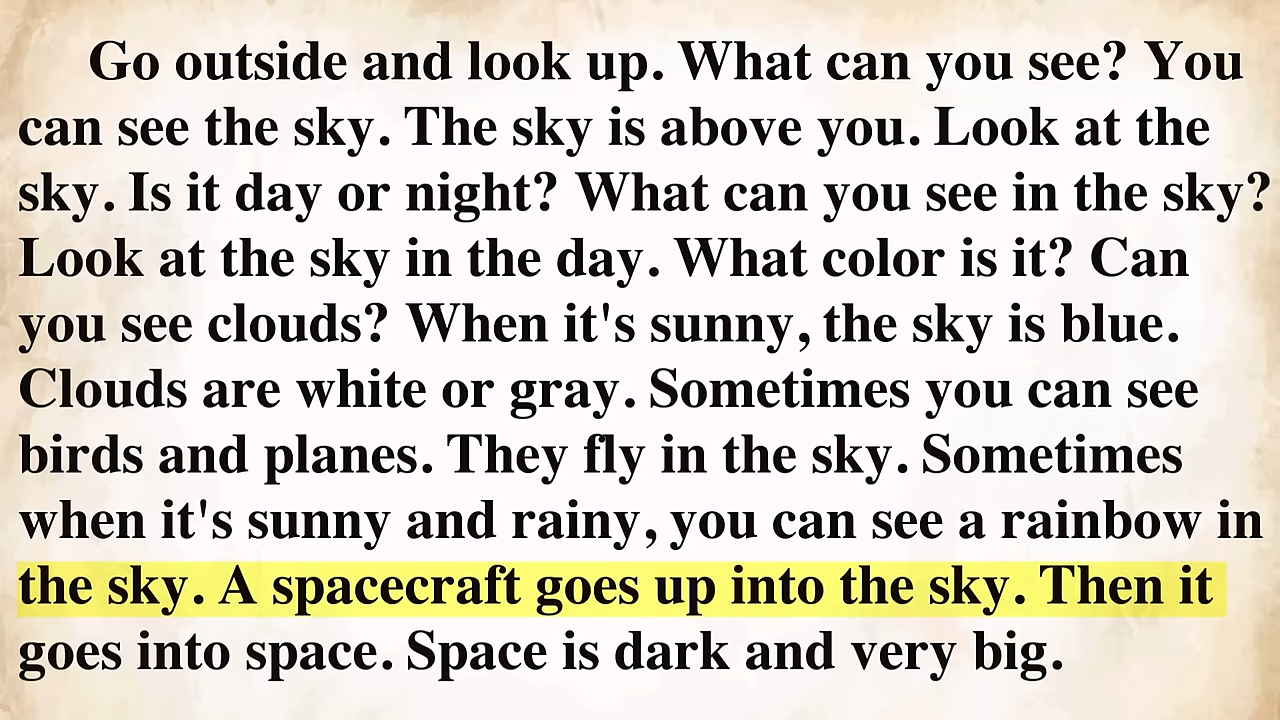 Go outside and look up. What can you see? You
can see the sky. The sky is above you. Look at the
sky. Is it day or night? What can you see in the sky?
Look at the sky in the day. What color is it? Can
you see clouds? When it's sunny, the sky is blue.
Clouds are white or gray. Sometimes you can see
birds and planes. They fly in the sky. Sometimes
when it's sunny and rainy, you can see a rainbow in
the sky. A spacecraft goes up into the sky. Then it
goes into space. Space is dark and very big.